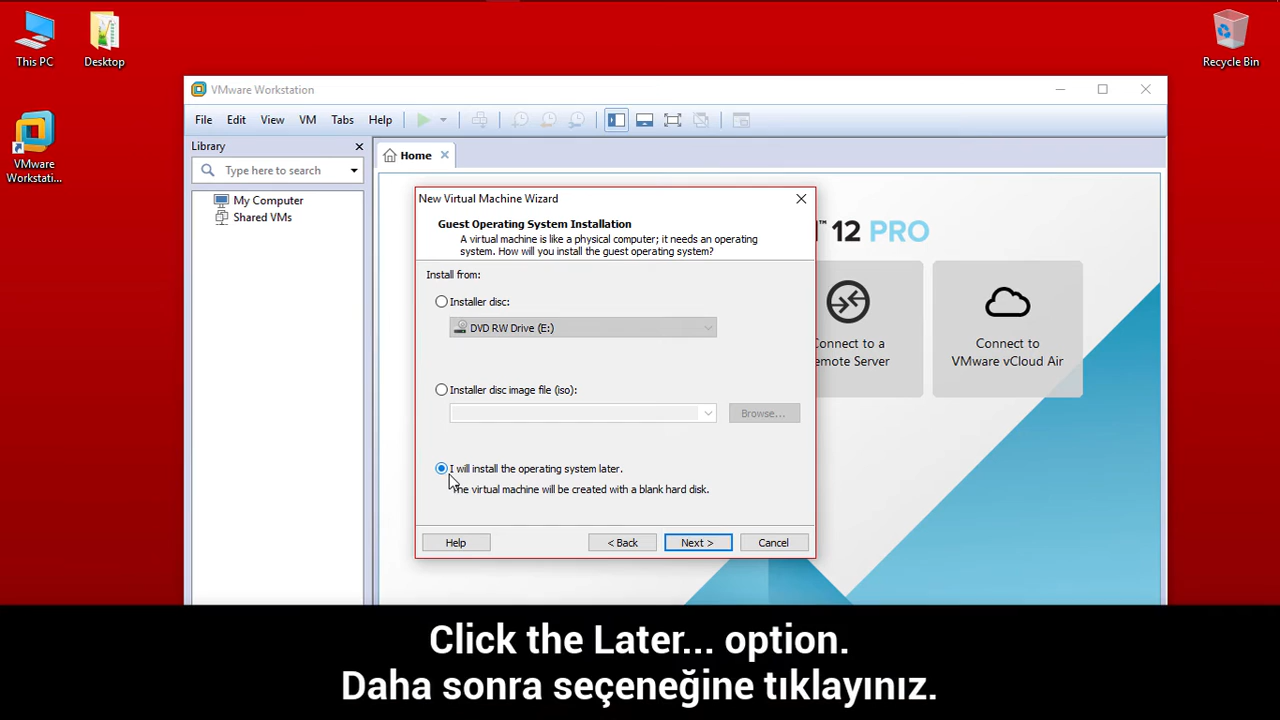 This PC
Desktop
Recycle Bin
VMware
Workstati...
VMware Workstation
File Edit View VM Tabs Help
Library
Type here to search
My Computer
Shared VMs
Home
12 PRO
Connect to a
emote Server
Connect to
VMware vCloud Air
New Virtual Machine Wizard
Guest Operating System Installation
A virtual machine is like a physical computer; it needs an operating
system. How will you install the guest operating system?
Install from:
Installer disc:
DVD RW Drive (E:)
Installer disc image file (iso):
Browse...
I will install the operating system later.
The virtual machine will be created with a blank hard disk.
Help < Back Next > Cancel
Click the Later... option.
Daha sonra seçeneğine tıklayınız.